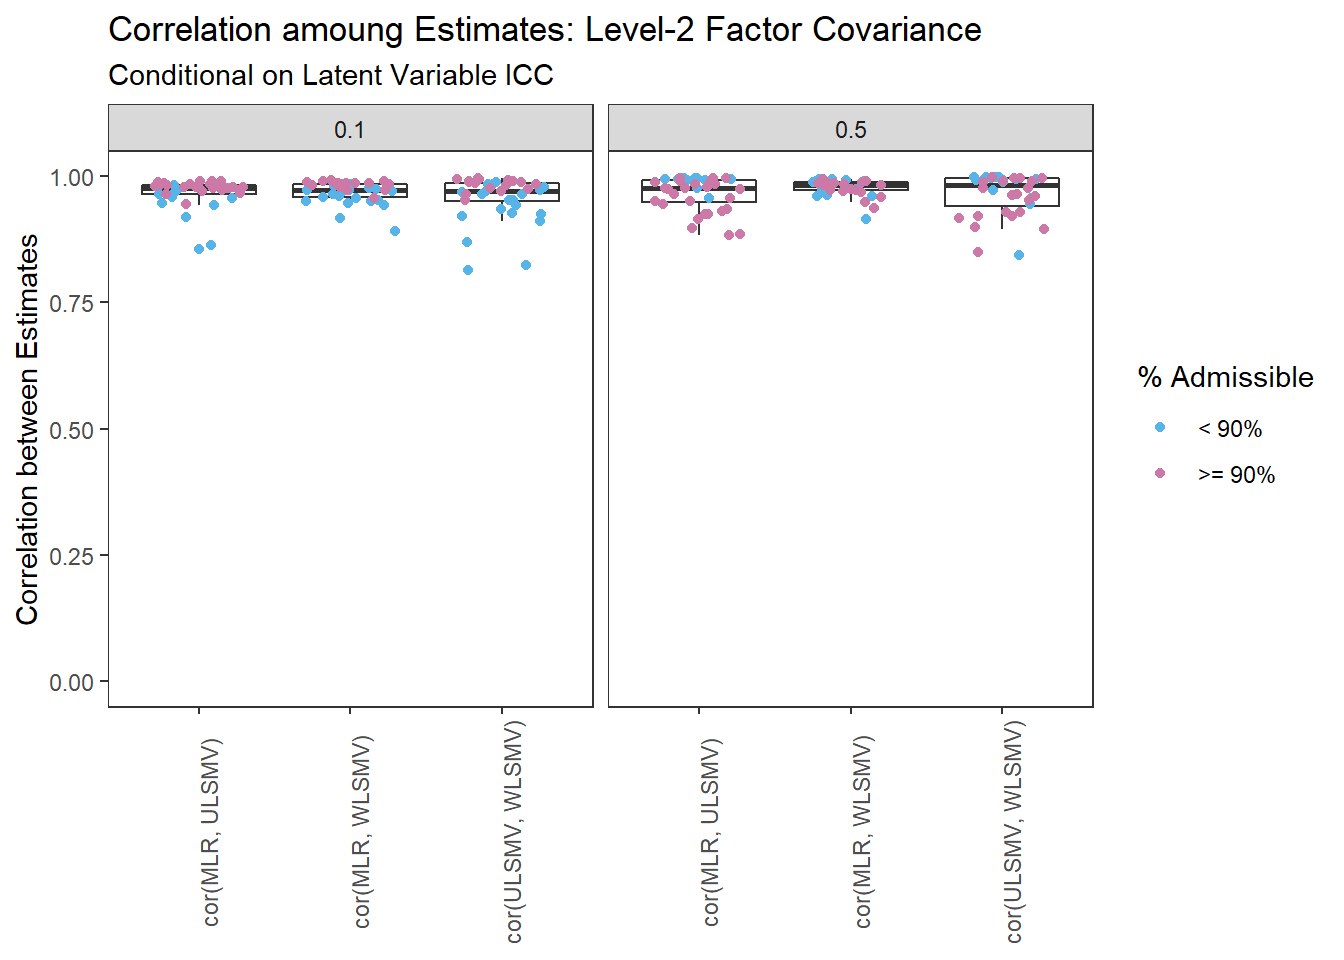 Correlation amoung Estimates: Level-2 Factor Covariance
Conditional on Latent Variable ICC
0.1
0.5
Correlation between Estimates
1.00
0.75
0.50
0.25
0.00
cor(MLR, ULSMV)
cor(MLR, WLSMV)
cor(ULSMV, WLSMV)
cor(MLR, ULSMV)
cor(MLR, WLSMV)
cor(ULSMV, WLSMV)
% Admissible
< 90%
>= 90%